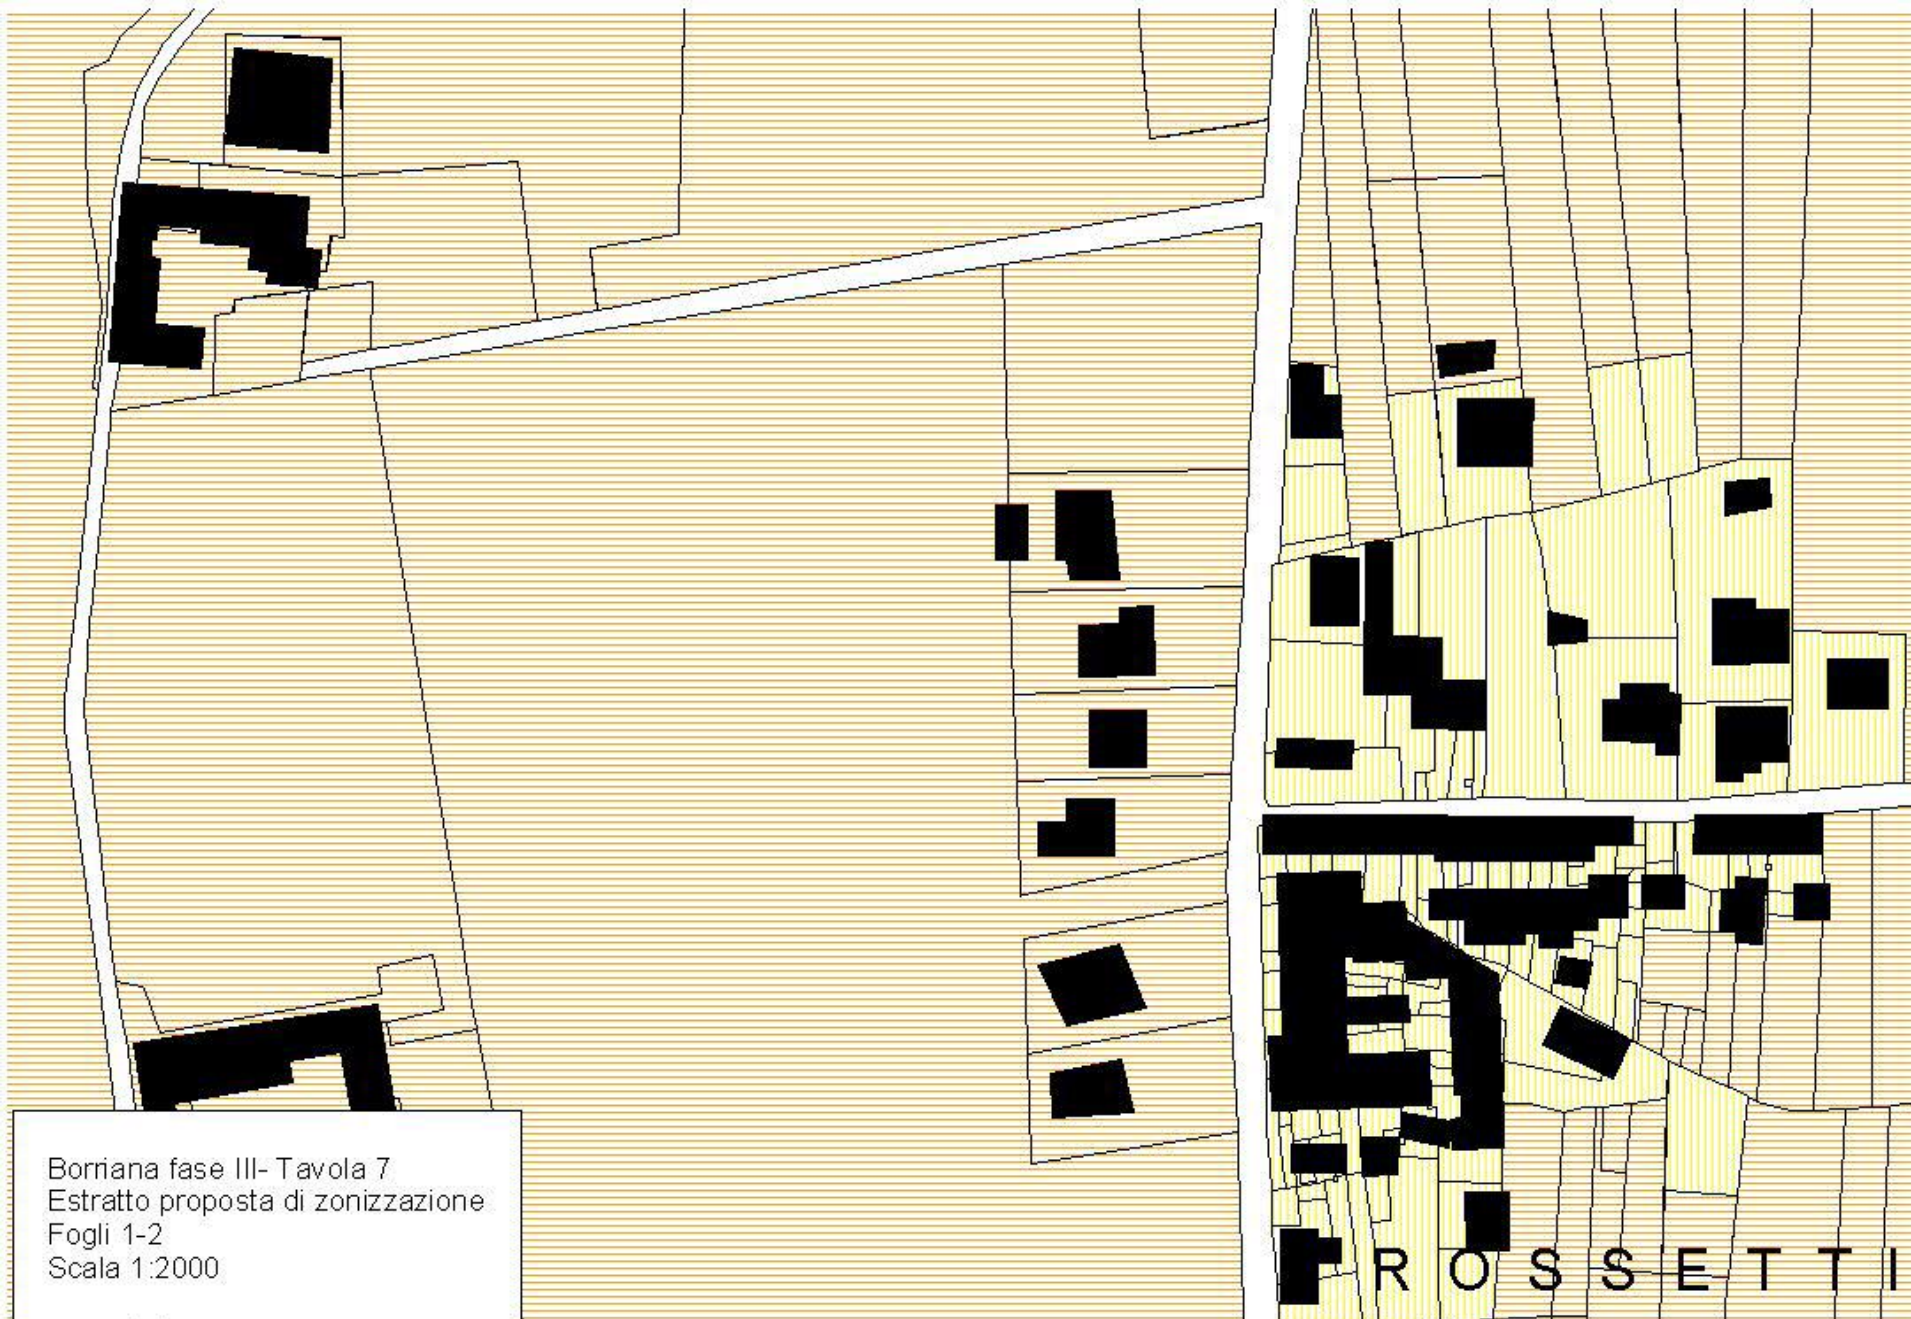 Borriana fase III- Tavola 7
Estratto proposta di zonizzazione
Fogli 1-2
Scala 1:2000
ROSSETTI